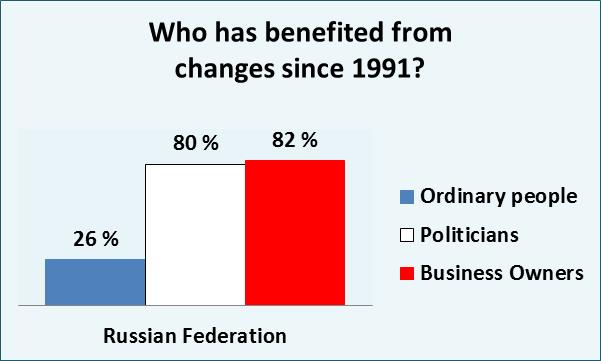 Who has benefited from
changes since 1991?
26 %
80 %
82 %
Ordinary people
Politicians
Business Owners
Russian Federation